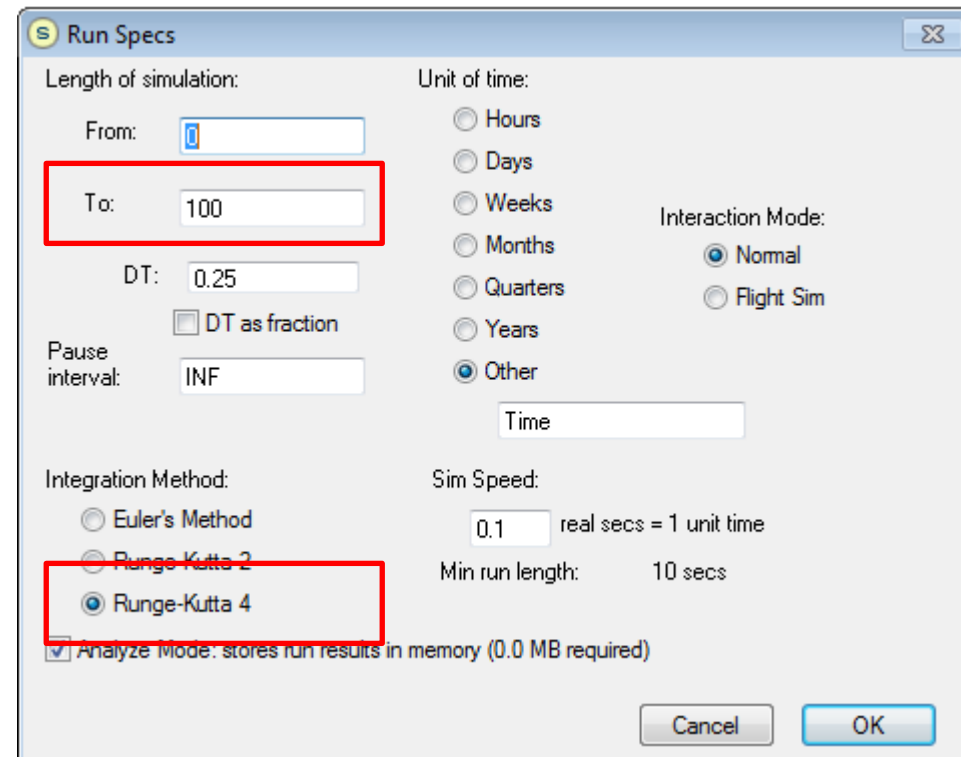 S Run Specs
Length of simulation:
From: 0
To: 100
DT: 0.25
DT as fraction
Pause interval: INF
Unit of time:
Hours
Days
Weeks
Months
Quarters
Years
Other
Time
Interaction Mode:
Normal
Flight Sim
Integration Method:
Euler's Method
Runge-Kutta 2
Runge-Kutta 4
Sim Speed:
0.1 real secs = 1 unit time
Min run length: 10 secs
Analyze Mode: stores run results in memory (0.0 MB required)
Cancel OK